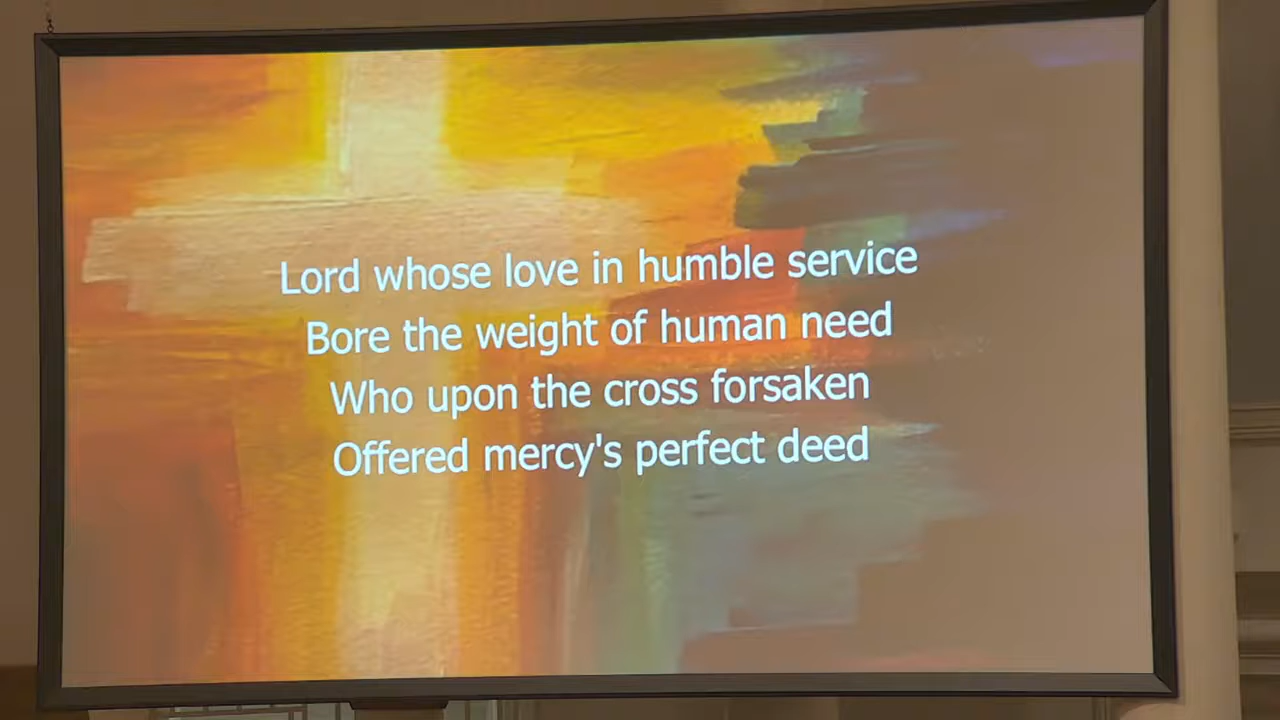 Lord whose love in humble service
Bore the weight of human need
Who upon the cross forsaken
Offered mercy's perfect deed